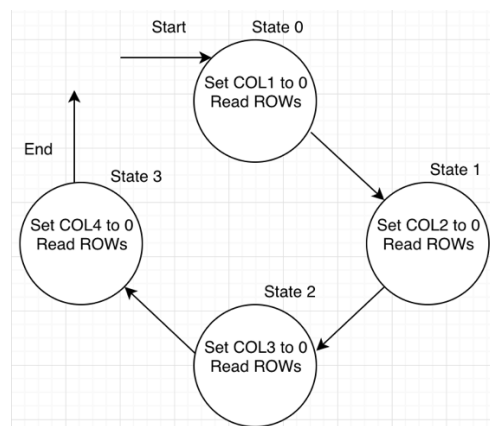 Start
State 0
Set COL1 to 0
Read ROWs
State 1
Set COL2 to 0
Read ROWs
State 2
Set COL3 to 0
Read ROWs
State 3
Set COL4 to 0
Read ROWs
End